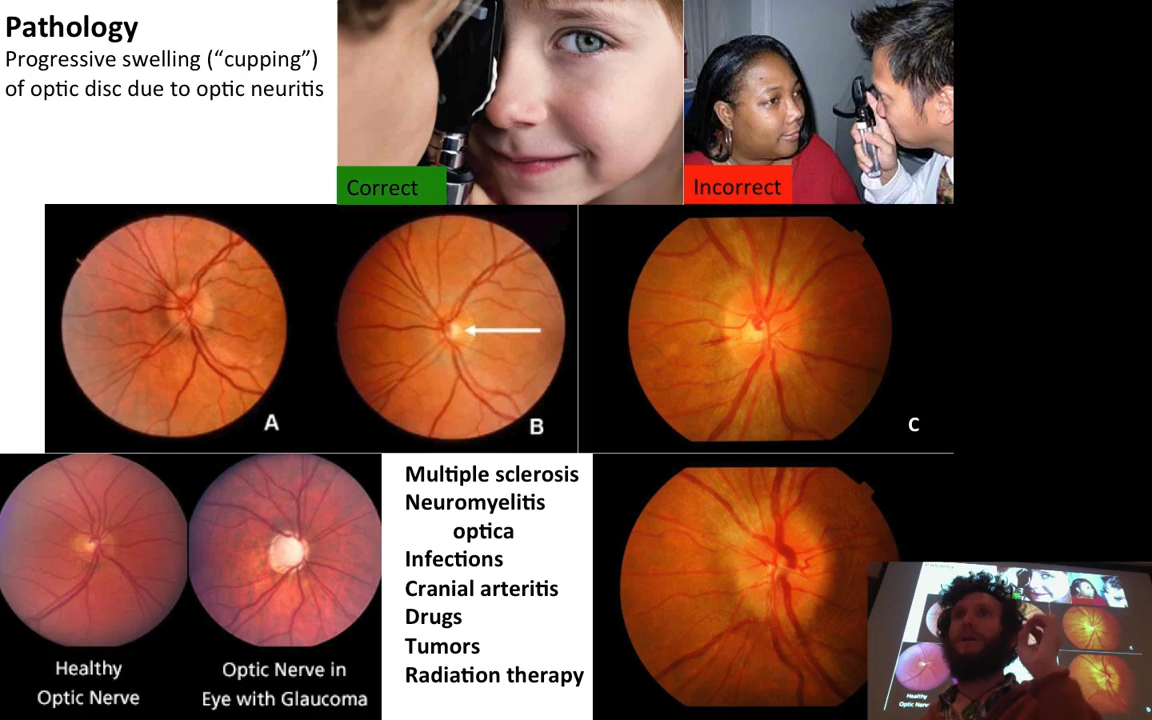 Pathology
Progressive swelling (“cupping”)
of optic disc due to optic neuritis
Correct
Incorrect
A
B
C
Healthy
Optic Nerve
Optic Nerve in
Eye with Glaucoma
Multiple sclerosis
Neuromyelitis
optica
Infections
Cranial arteritis
Drugs
Tumors
Radiation therapy